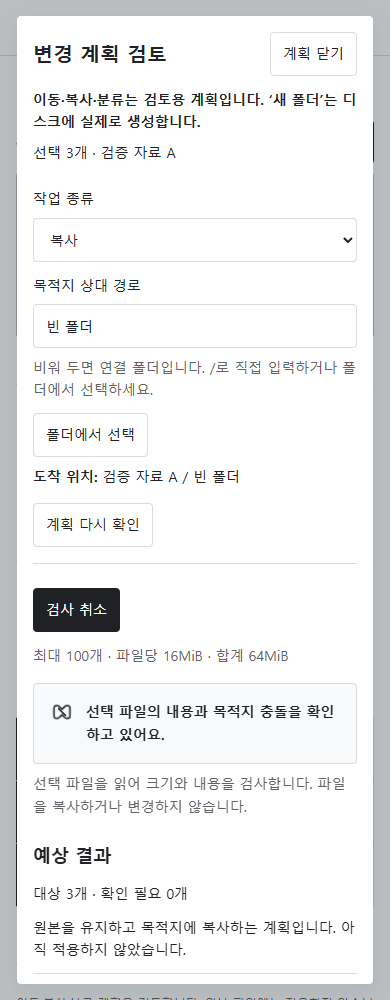 변경 계획 검토
계획 닫기
이동·복사·분류는 검토용 계획입니다. ‘새 폴더’는 디
스크에 실제로 생성합니다.
선택 3개 · 검증 자료 A
작업 종류
복사
목적지 상대 경로
빈 폴더
비워 두면 연결 폴더입니다. /로 직접 입력하거나 폴
더에서 선택하세요.
폴더에서 선택
도착 위치: 검증 자료 A / 빈 폴더
계획 다시 확인
검사 취소
최대 100개 · 파일당 16MiB · 합계 64MiB
선택 파일의 내용과 목적지 충돌을 확인
하고 있어요.
선택 파일을 읽어 크기와 내용을 검사합니다. 파일
을 복사하거나 변경하지 않습니다.
예상 결과
대상 3개 · 확인 필요 0개
원본을 유지하고 목적지에 복사하는 계획입니다. 아
직 적용하지 않았습니다.